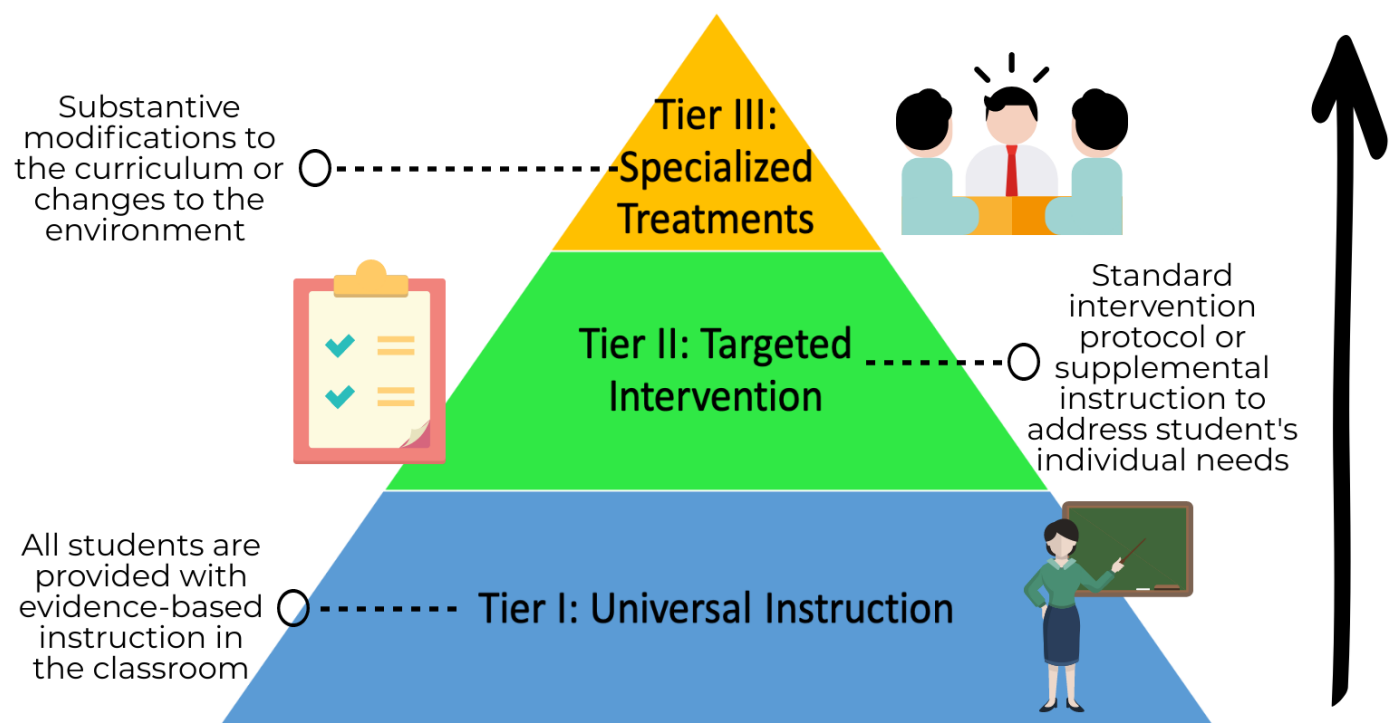 Substantive
modifications to
the curriculum or
changes to the
environment
Tier III:
Specialized
Treatments
Standard
intervention
protocol or
supplemental
instruction to
address student's
individual needs
Tier II: Targeted
Intervention
All students are
provided with
evidence-based
instruction in
the classroom
Tier I: Universal Instruction